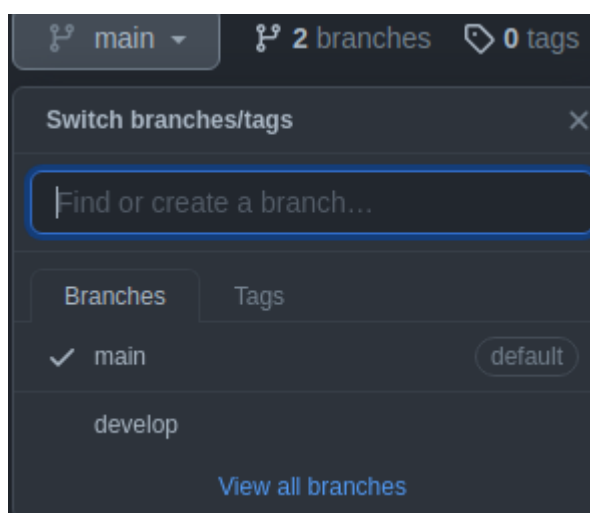 main 2 branches 0 tags
Switch branches/tags
Find or create a branch...
Branches Tags
main default
develop
View all branches